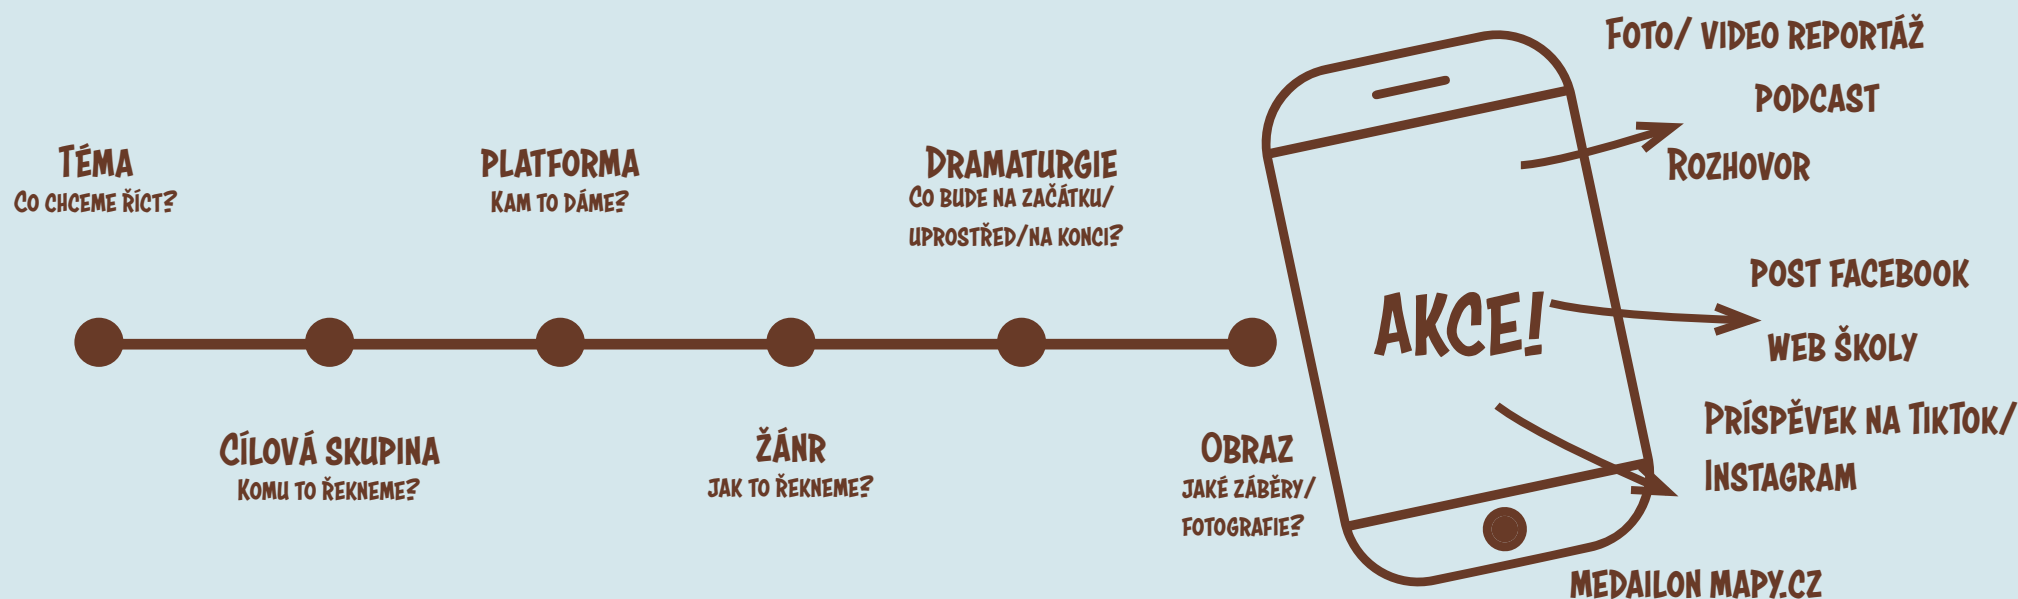 TÉMA
CO CHCEME ŘÍCT?
CÍLOVÁ SKUPINA
KOMU TO ŘEKNEME?
PLATFORMA
KAM TO DÁME?
ŽÁNR
JAK TO ŘEKNEME?
DRAMATURGIE
CO BUDE NA ZAČÁTKU/
UPROSTŘED/NA KONCI?
OBRAZ
JAKÉ ZÁBĚRY/
FOTOGRAFIE?
AKCE!
FOTO/ VIDEO REPORTÁŽ
PODCAST
ROZHOVOR
POST FACEBOOK
WEB ŠKOLY
PRÍSPĚVEK NA TIKTOK/
INSTAGRAM
MEDAILON MAPY.CZ